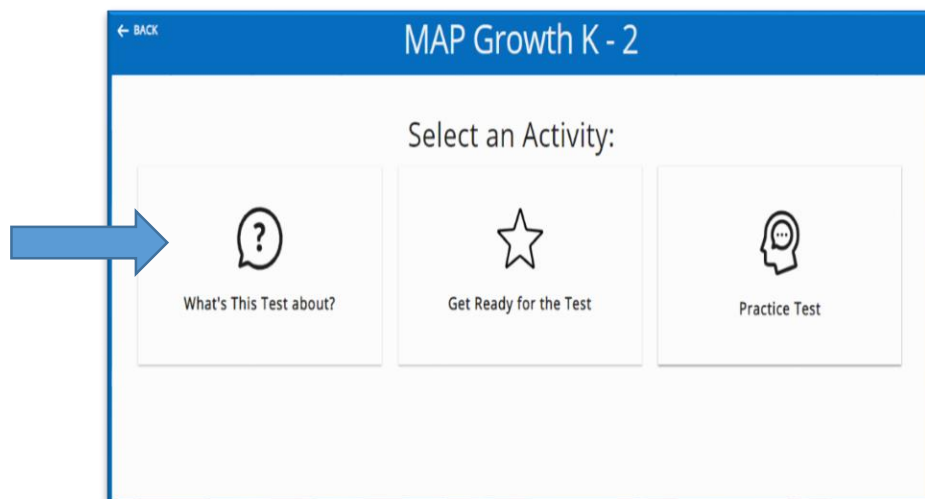 ← BACK
MAP Growth K - 2
Select an Activity:
?
What's This Test about?
Get Ready for the Test
Practice Test